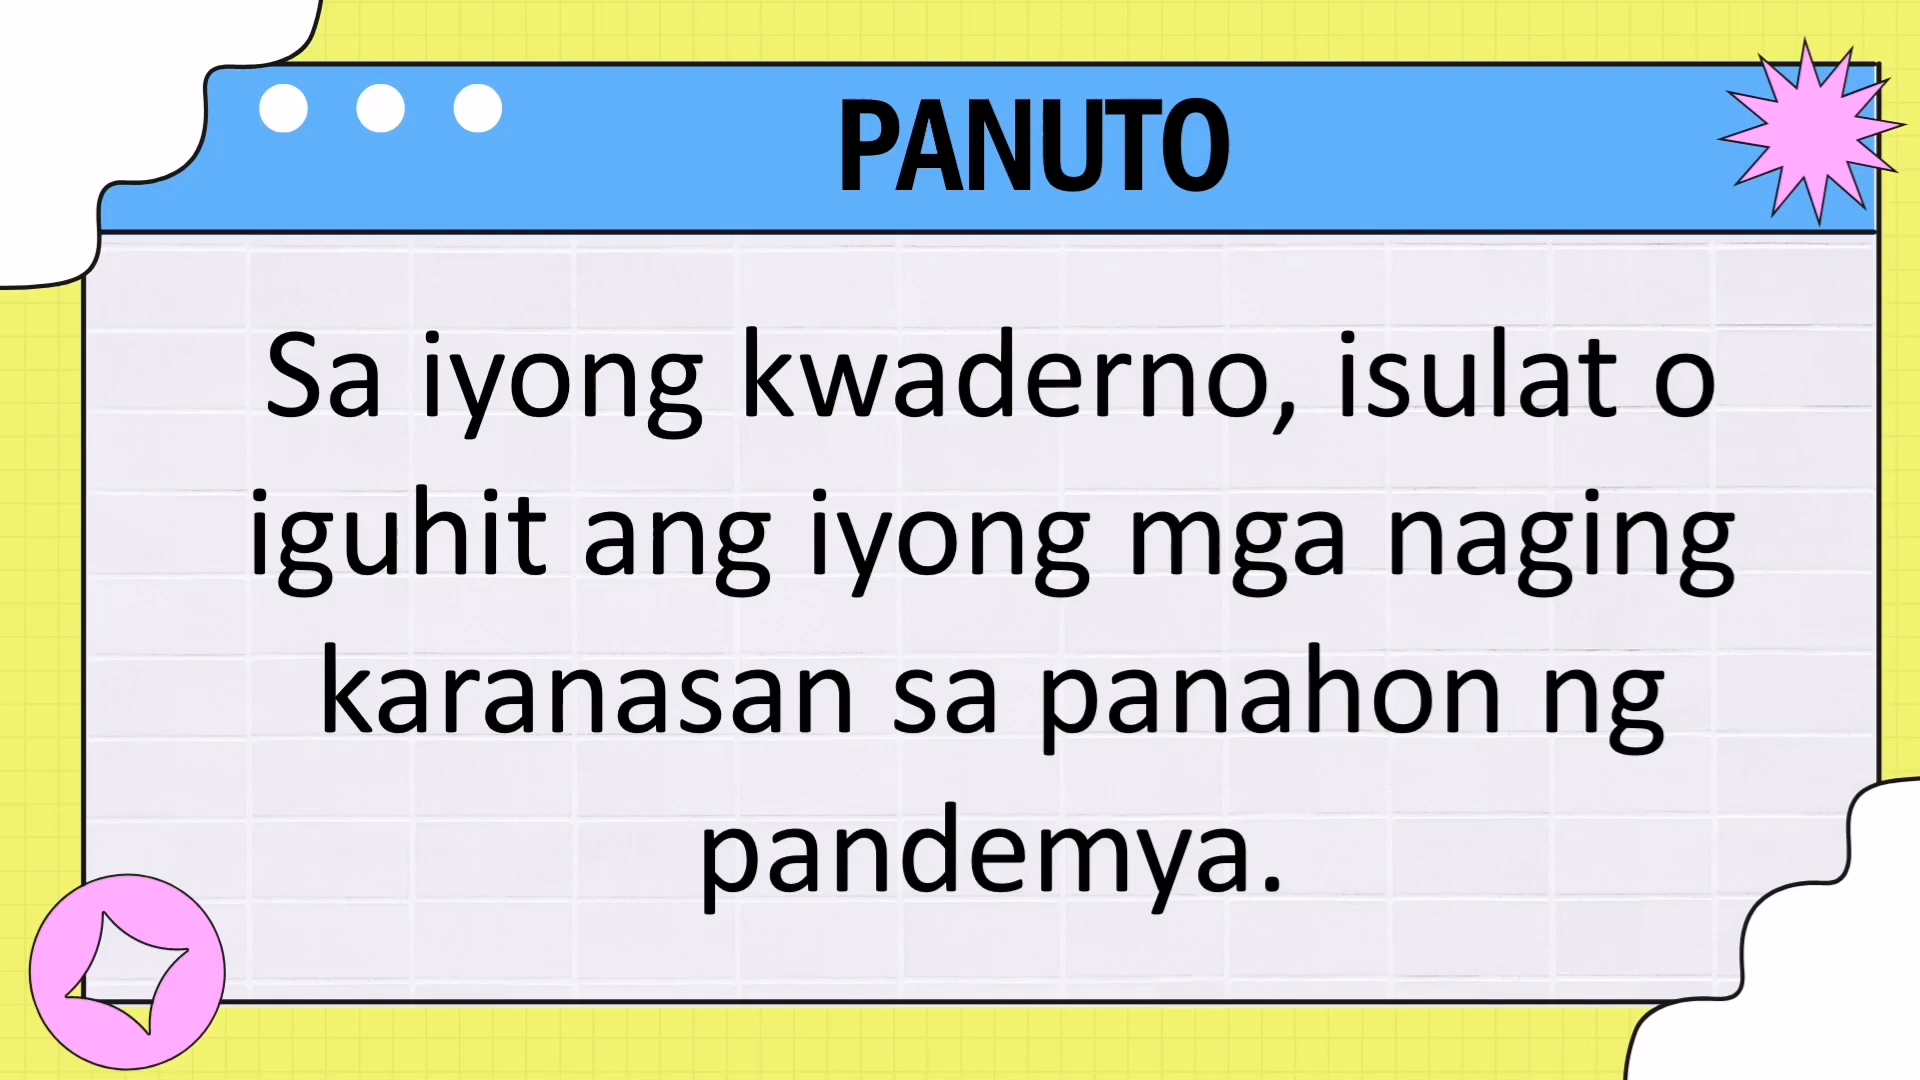 PANUTO
Sa iyong kwaderno, isulat o
iguhit ang iyong mga naging
karanasan sa panahon ng
pandemya.